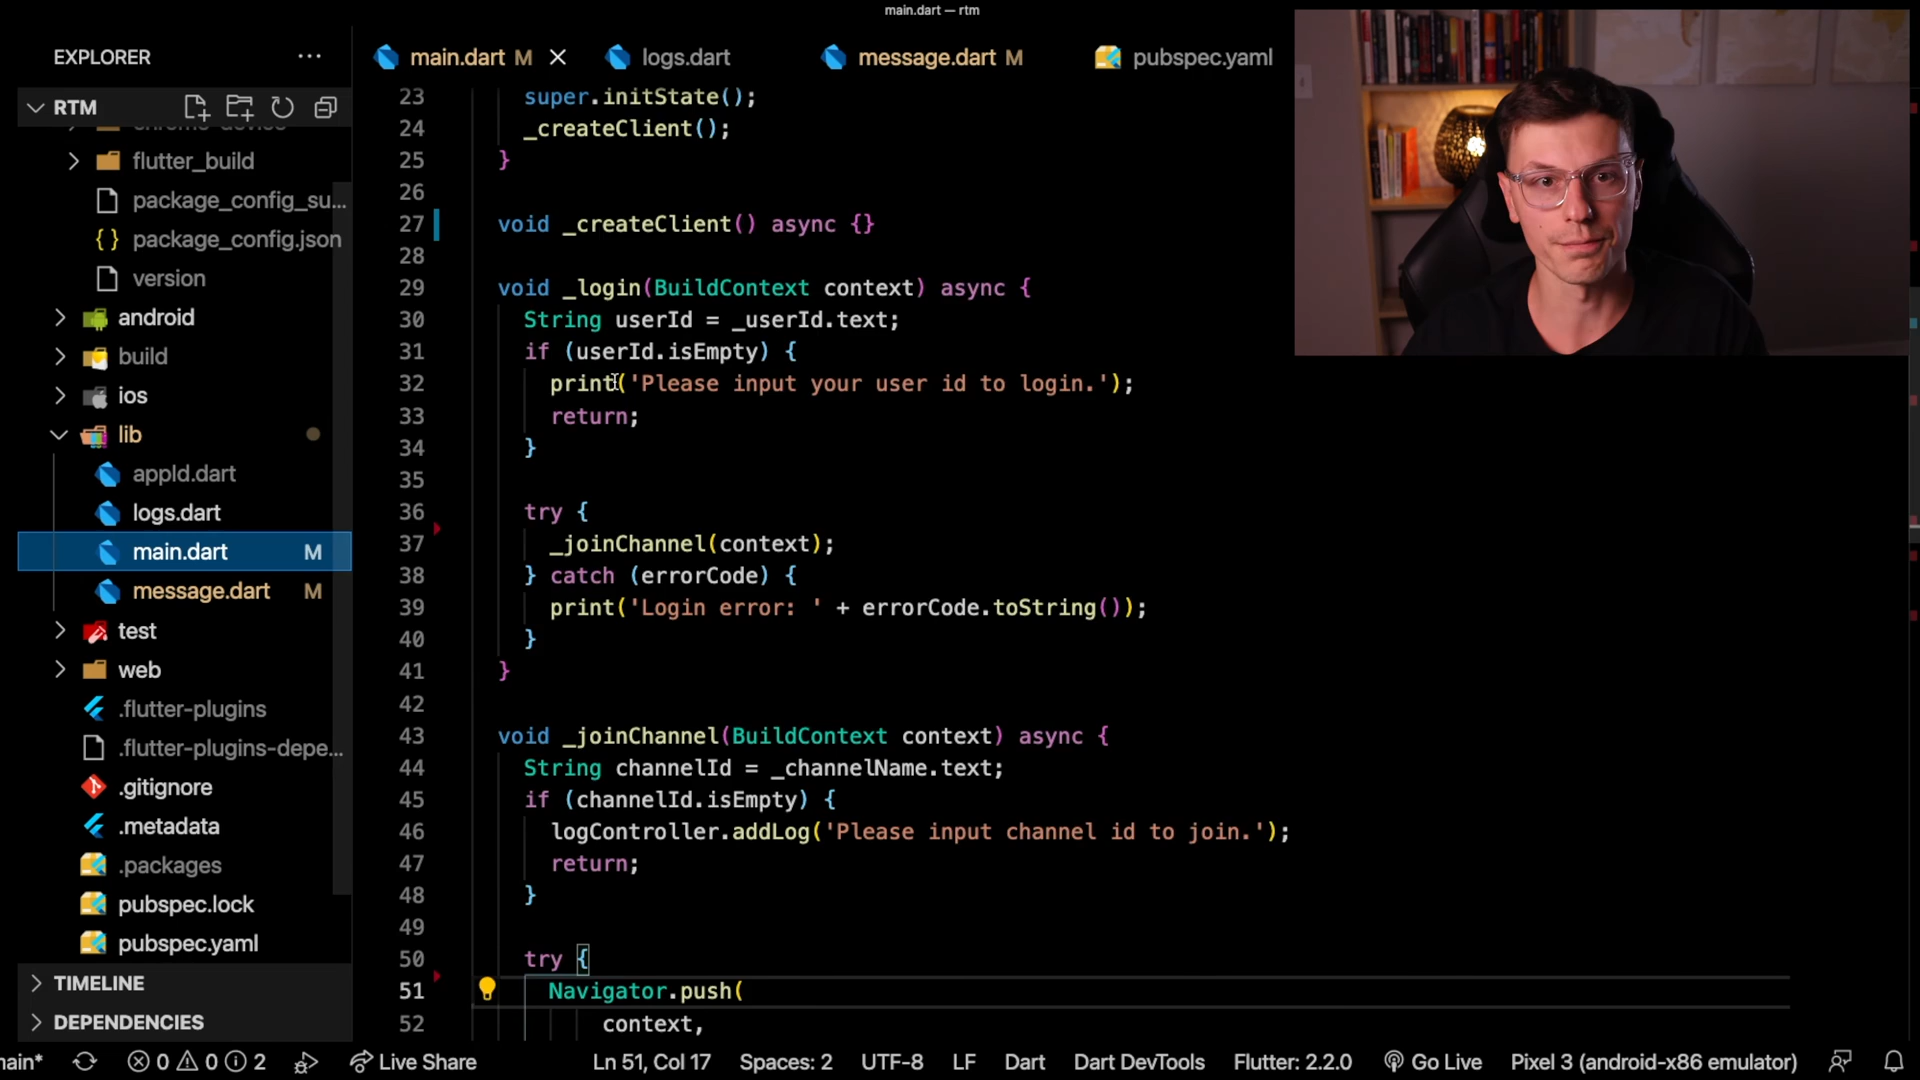 main.dart — rtm
EXPLORER
RTM
flutter_build
package_config_su...
package_config.json
version
android
build
ios
lib
appId.dart
logs.dart
main.dart M
message.dart M
test
web
.flutter-plugins
.flutter-plugins-depe...
.gitignore
.metadata
.packages
pubspec.lock
pubspec.yaml
TIMELINE
DEPENDENCIES
main.dart M
logs.dart
message.dart M
pubspec.yaml
23 super.initState();
24 _createClient();
25 }
26
27 void _createClient() async {}
28
29 void _login(BuildContext context) async {
30 String userId = _userId.text;
31 if (userId.isEmpty) {
32 print('Please input your user id to login.');
33 return;
34 }
35
36 try {
37 _joinChannel(context);
38 } catch (errorCode) {
39 print('Login error: ' + errorCode.toString());
40 }
41 }
42
43 void _joinChannel(BuildContext context) async {
44 String channelId = _channelName.text;
45 if (channelId.isEmpty) {
46 logController.addLog('Please input channel id to join.');
47 return;
48 }
49
50 try {
51 Navigator.push(
52 context,
main* 0 0 2 Live Share Ln 51, Col 17 Spaces: 2 UTF-8 LF Dart Dart DevTools Flutter: 2.2.0 Go Live Pixel 3 (android-x86 emulator)